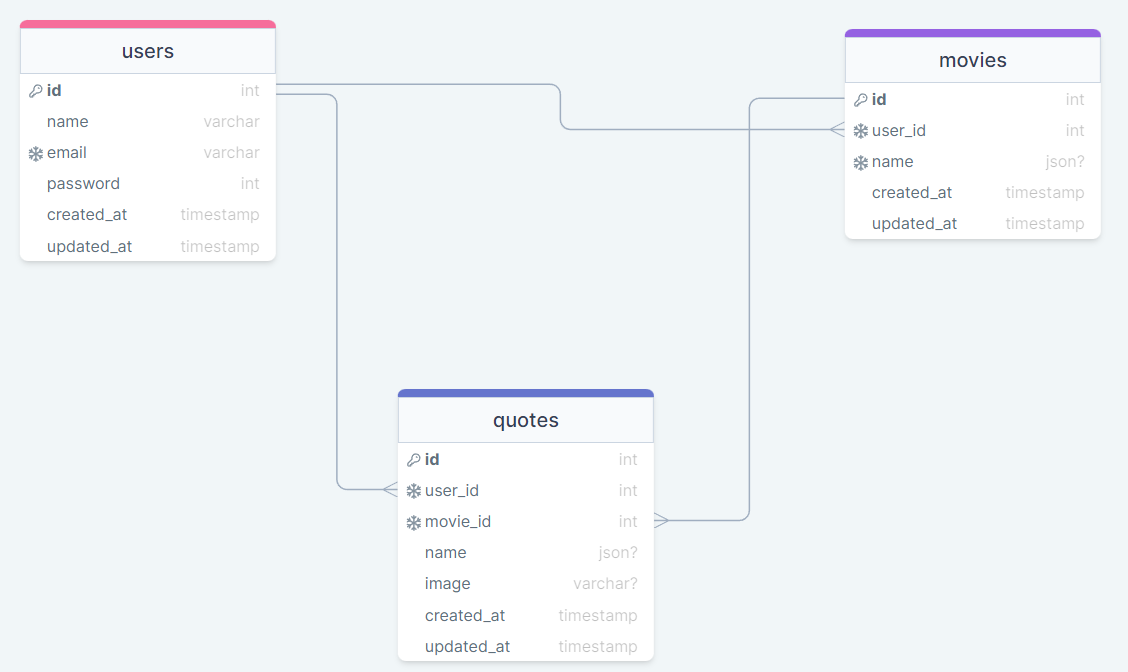 users
id int
name varchar
email varchar
password int
created_at timestamp
updated_at timestamp
movies
id int
user_id int
name json?
created_at timestamp
updated_at timestamp
quotes
id int
user_id int
movie_id int
name json?
image varchar?
created_at timestamp
updated_at timestamp